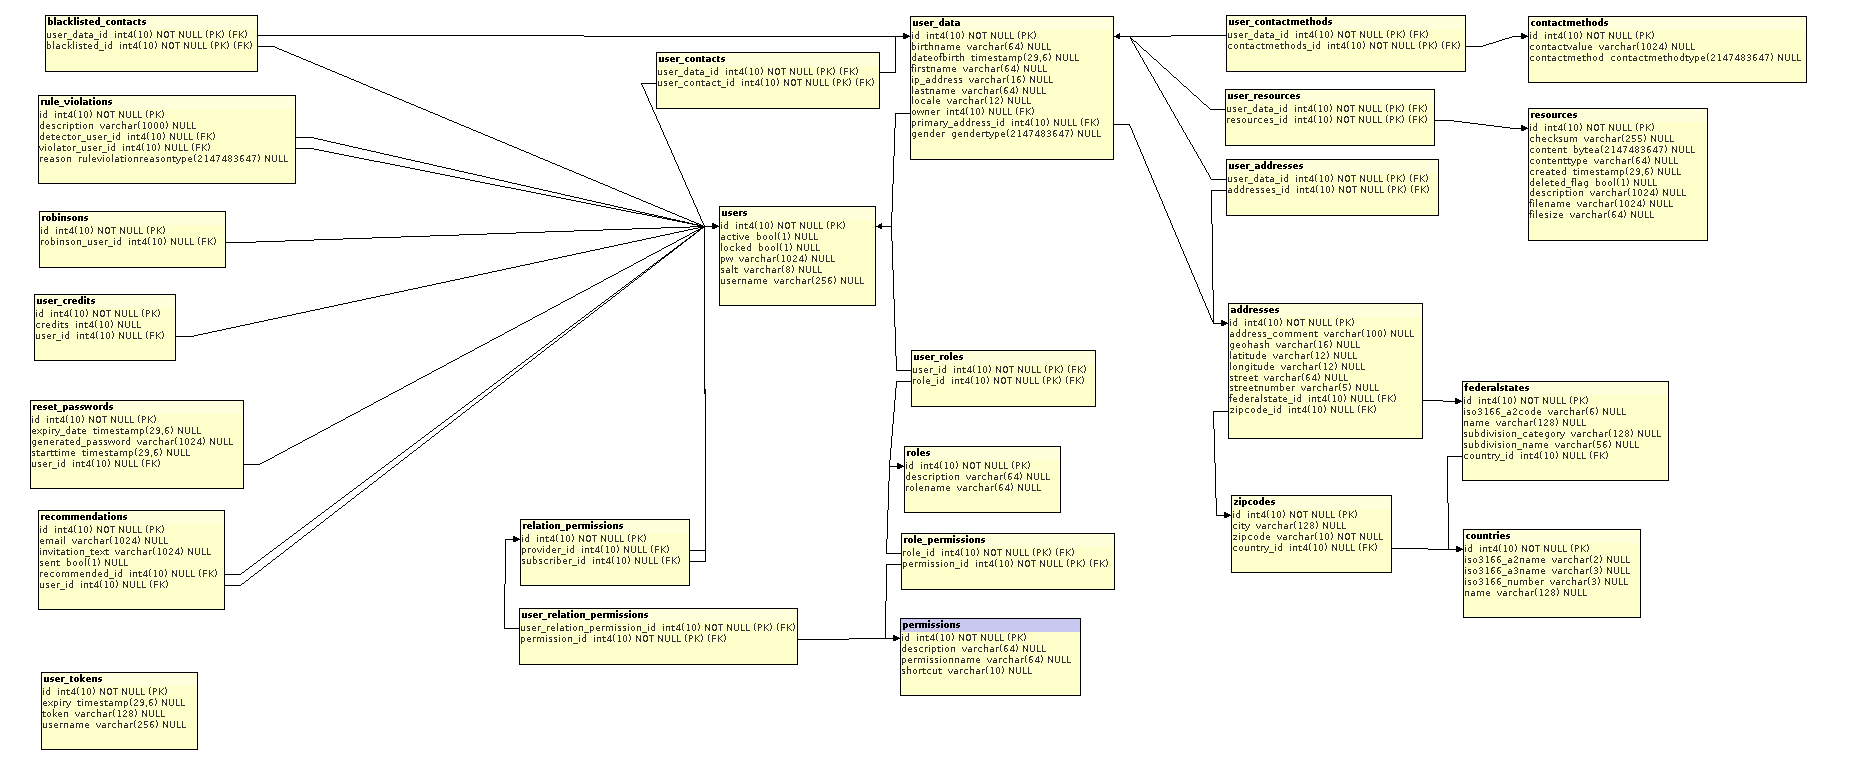 blacklisted_contacts
user_data_id int4(10) NOT NULL (PK) (FK)
blacklisted_id int4(10) NOT NULL (PK) (FK)
rule_violations
id int4(10) NOT NULL (PK)
description varchar(1000) NULL
detector_user_id int4(10) NULL (FK)
violator_user_id int4(10) NULL (FK)
reason ruleviolationreasontype(2147483647) NULL
robinsons
id int4(10) NOT NULL (PK)
robinson_user_id int4(10) NULL (FK)
user_credits
id int4(10) NOT NULL (PK)
credits int4(10) NULL
user_id int4(10) NULL (FK)
reset_passwords
id int4(10) NOT NULL (PK)
expiry_date timestamp(29,6) NULL
generated_password varchar(1024) NULL
starttime timestamp(29,6) NULL
user_id int4(10) NULL (FK)
recommendations
id int4(10) NOT NULL (PK)
email varchar(1024) NULL
invitation_text varchar(1024) NULL
sent bool(1) NULL
recommended_id int4(10) NULL (FK)
user_id int4(10) NULL (FK)
user_tokens
id int4(10) NOT NULL (PK)
expiry timestamp(29,6) NULL
token varchar(128) NULL
username varchar(256) NULL
user_contacts
user_data_id int4(10) NOT NULL (PK) (FK)
user_contact_id int4(10) NOT NULL (PK) (FK)
users
id int4(10) NOT NULL (PK)
active bool(1) NULL
locked bool(1) NULL
pw varchar(1024) NULL
salt varchar(8) NULL
username varchar(256) NULL
relation_permissions
id int4(10) NOT NULL (PK)
provider_id int4(10) NULL (FK)
subscriber_id int4(10) NULL (FK)
user_relation_permissions
user_relation_permission_id int4(10) NOT NULL (PK) (FK)
permission_id int4(10) NOT NULL (PK) (FK)
user_data
id int4(10) NOT NULL (PK)
birthname varchar(64) NULL
dateofbirth timestamp(29,6) NULL
firstname varchar(64) NULL
ip_address varchar(16) NULL
lastname varchar(64) NULL
locale varchar(12) NULL
owner int4(10) NULL (FK)
primary_address_id int4(10) NULL (FK)
gender gendertype(2147483647) NULL
user_roles
user_id int4(10) NOT NULL (PK) (FK)
role_id int4(10) NOT NULL (PK) (FK)
roles
id int4(10) NOT NULL (PK)
description varchar(64) NULL
rolename varchar(64) NULL
role_permissions
role_id int4(10) NOT NULL (PK) (FK)
permission_id int4(10) NOT NULL (PK) (FK)
permissions
id int4(10) NOT NULL (PK)
description varchar(64) NULL
permissionname varchar(64) NULL
shortcut varchar(10) NULL
user_contactmethods
user_data_id int4(10) NOT NULL (PK) (FK)
contactmethods_id int4(10) NOT NULL (PK) (FK)
user_resources
user_data_id int4(10) NOT NULL (PK) (FK)
resources_id int4(10) NOT NULL (PK) (FK)
user_addresses
user_data_id int4(10) NOT NULL (PK) (FK)
addresses_id int4(10) NOT NULL (PK) (FK)
addresses
id int4(10) NOT NULL (PK)
address_comment varchar(100) NULL
geohash varchar(16) NULL
latitude varchar(12) NULL
longitude varchar(12) NULL
street varchar(64) NULL
streetnumber varchar(5) NULL
federalstate_id int4(10) NULL (FK)
zipcode_id int4(10) NULL (FK)
zipcodes
id int4(10) NOT NULL (PK)
city varchar(128) NULL
zipcode varchar(10) NOT NULL
country_id int4(10) NULL (FK)
contactmethods
id int4(10) NOT NULL (PK)
contactvalue varchar(1024) NULL
contactmethod contactmethodtype(2147483647) NULL
resources
id int4(10) NOT NULL (PK)
checksum varchar(255) NULL
content bytea(2147483647) NULL
contenttype varchar(64) NULL
created timestamp(29,6) NULL
deleted_flag bool(1) NULL
description varchar(1024) NULL
filename varchar(1024) NULL
filesize varchar(64) NULL
federalstates
id int4(10) NOT NULL (PK)
iso3166_a2code varchar(6) NULL
name varchar(128) NULL
subdivision_category varchar(128) NULL
subdivision_name varchar(56) NULL
country_id int4(10) NULL (FK)
countries
id int4(10) NOT NULL (PK)
iso3166_a2name varchar(2) NULL
iso3166_a3name varchar(3) NULL
iso3166_number varchar(3) NULL
name varchar(128) NULL